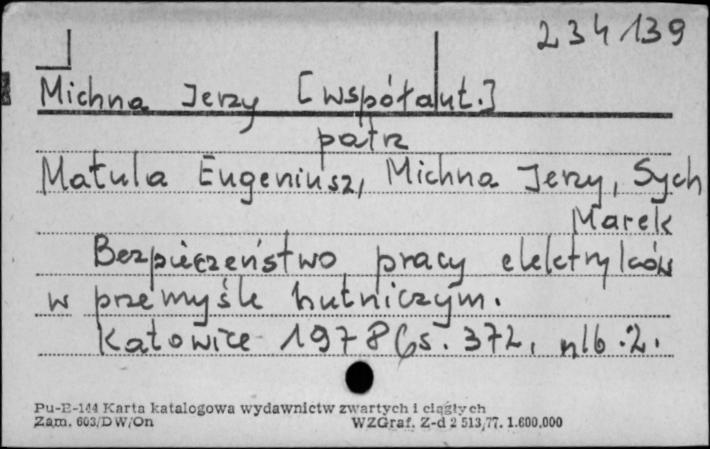 234139
Michna Jerzy [współaut.]
patrz
Matula Eugeniusz, Michna Jerzy, Sych
Marek
Bezpieczeństwo pracy elektryków
w przemyśle hutniczym.
Katowice 1978 s. 372, nlb. 2.
Pu-E-144 Karta katalogowa wydawnictw zwartych i ciągłych
Zam. 603/DW/On WZGraf. Z-d 2 513/77. 1.600.000